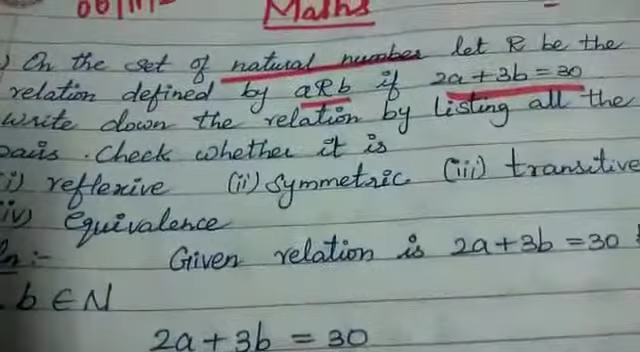 Maths
) On the set of natural number let R be the
relation defined by aRb if 2a + 3b = 30
write down the relation by listing all the
pairs. Check whether it is
i) reflexive (ii) symmetric (iii) transitive
iv) equivalence
Given relation is 2a+3b = 30
b ∈ N
2a + 3b = 30